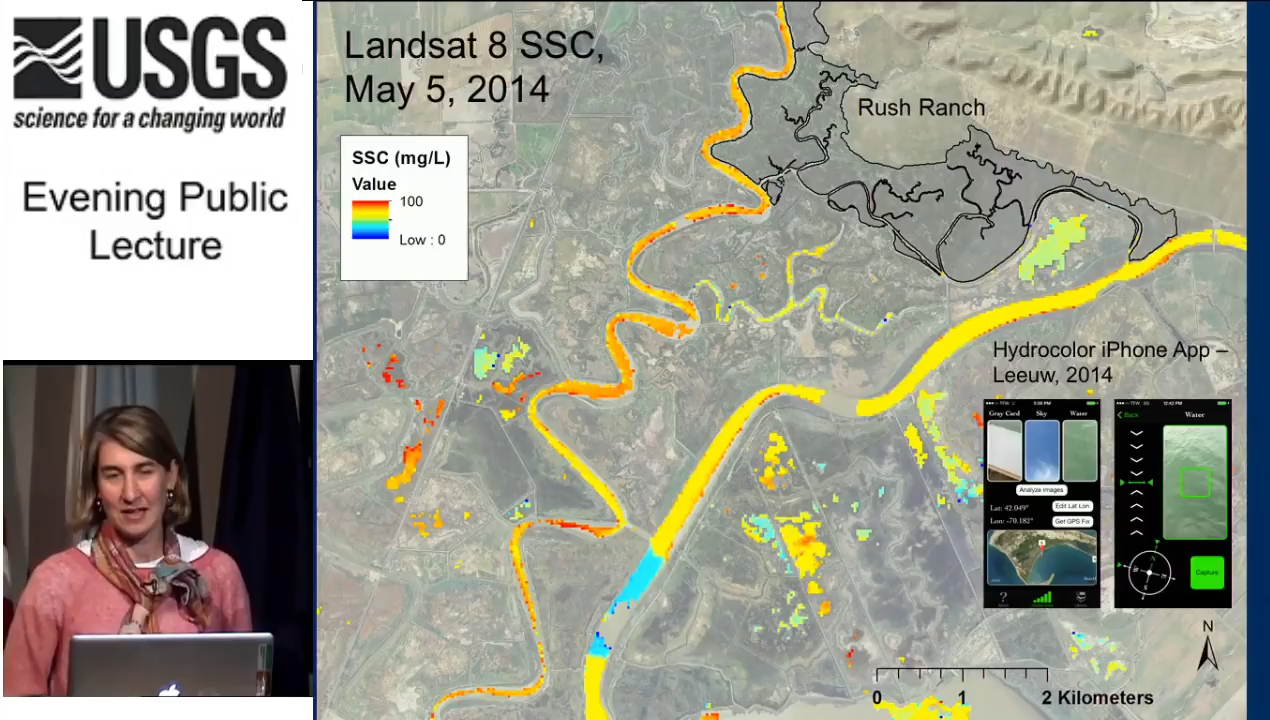 USGS
science for a changing world
Evening Public
Lecture
Landsat 8 SSC,
May 5, 2014
SSC (mg/L)
Value
100
Low : 0
Rush Ranch
Hydrocolor iPhone App –
Leeuw, 2014
Gray Card Sky Water
Analyze Images
Lat: 42.049°
Edit Lat Lon
Lon: -70.182°
Get GPS Fix
Back
Water
Capture
N
0 1 2 Kilometers